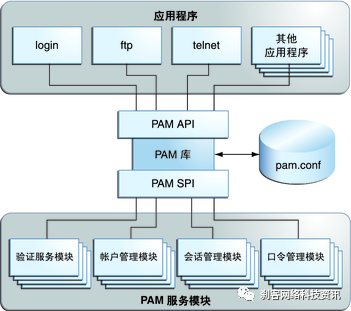 应用程序
login
ftp
telnet
其他
应用程序
PAM API
PAM 库
PAM SPI
pam.conf
验证服务模块
帐户管理模块
会话管理模块
口令管理模块
PAM 服务模块
刹客网络科技资讯